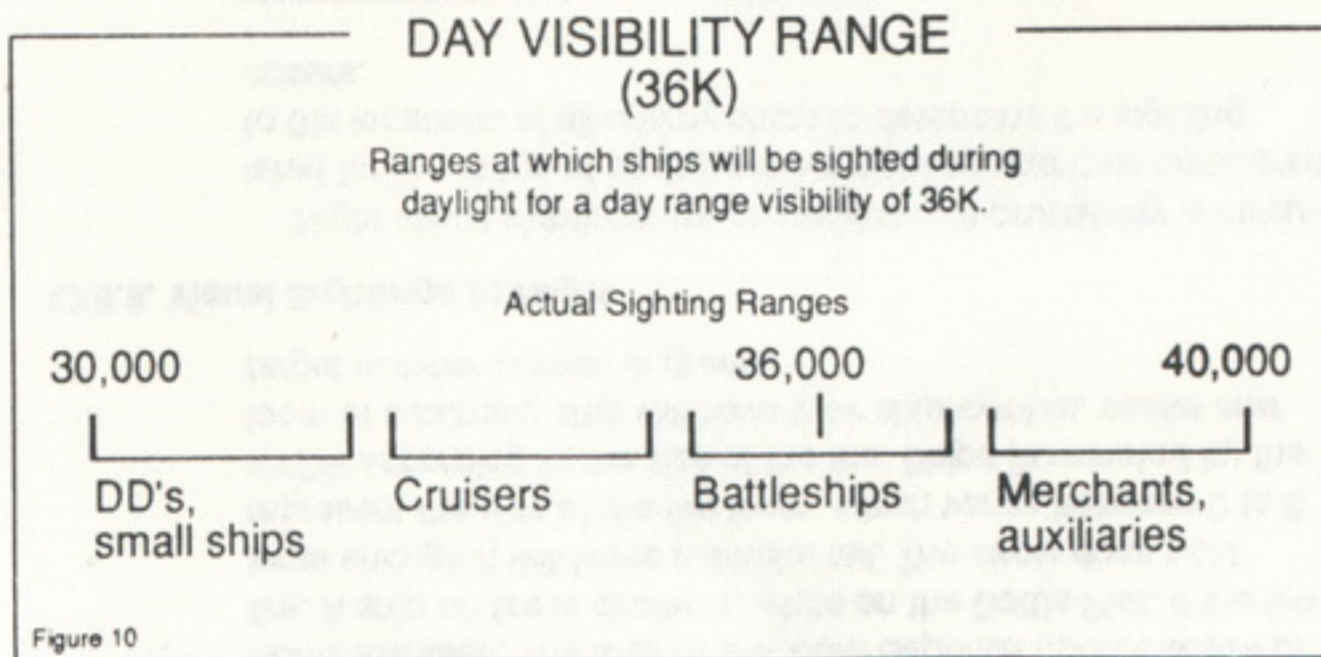 DAY VISIBILITY RANGE
(36K)
Ranges at which ships will be sighted during
daylight for a day range visibility of 36K.
Actual Sighting Ranges
30,000 36,000 40,000
DD's, Cruisers Battleships Merchants,
small ships auxiliaries
Figure 10